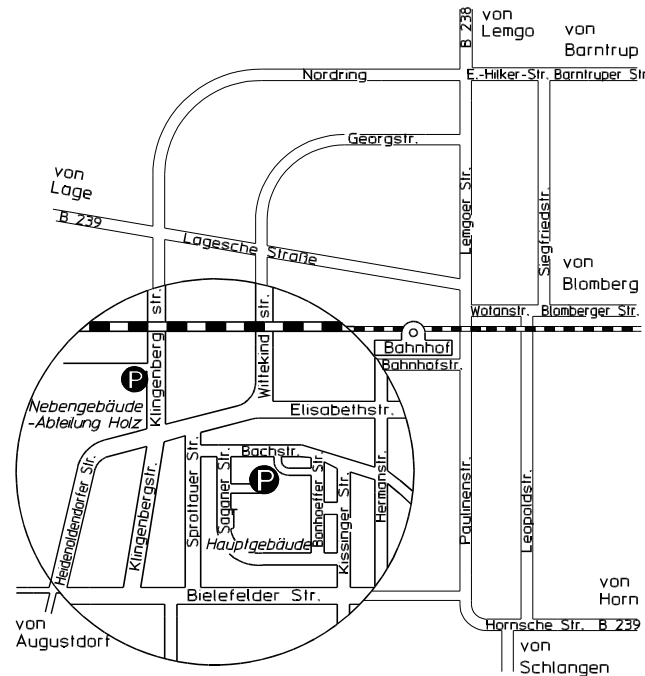 von
Lemgo
B 238
von
Barntrup
Nordring
E.-Hilker-Str.
Barntruper Str
Georgstr.
von
Lage
B 239
Lagesche Straße
Lemgoer Str.
Siegfriedstr.
von
Blomberg
Wotanstr.
Blomberger Str.
Klingenberg str.
Wittekind str.
Bahnhof
Bahnhofstr.
P
Nebengebäude
-Abteilung Holz
Elisabethstr.
Heidenoldendorfer Str.
Klingenbergstr.
Sprottauer Str.
Saganer Str.
Bachstr.
P
Bonhoeffer Str.
Kissinger Str.
Hermannstr.
Paulinenstr.
Leopoldstr.
Hauptgebäude
Bielefelder Str.
von
Augustdorf
von
Horn
Hornsche Str. B 239
von
Schlangen